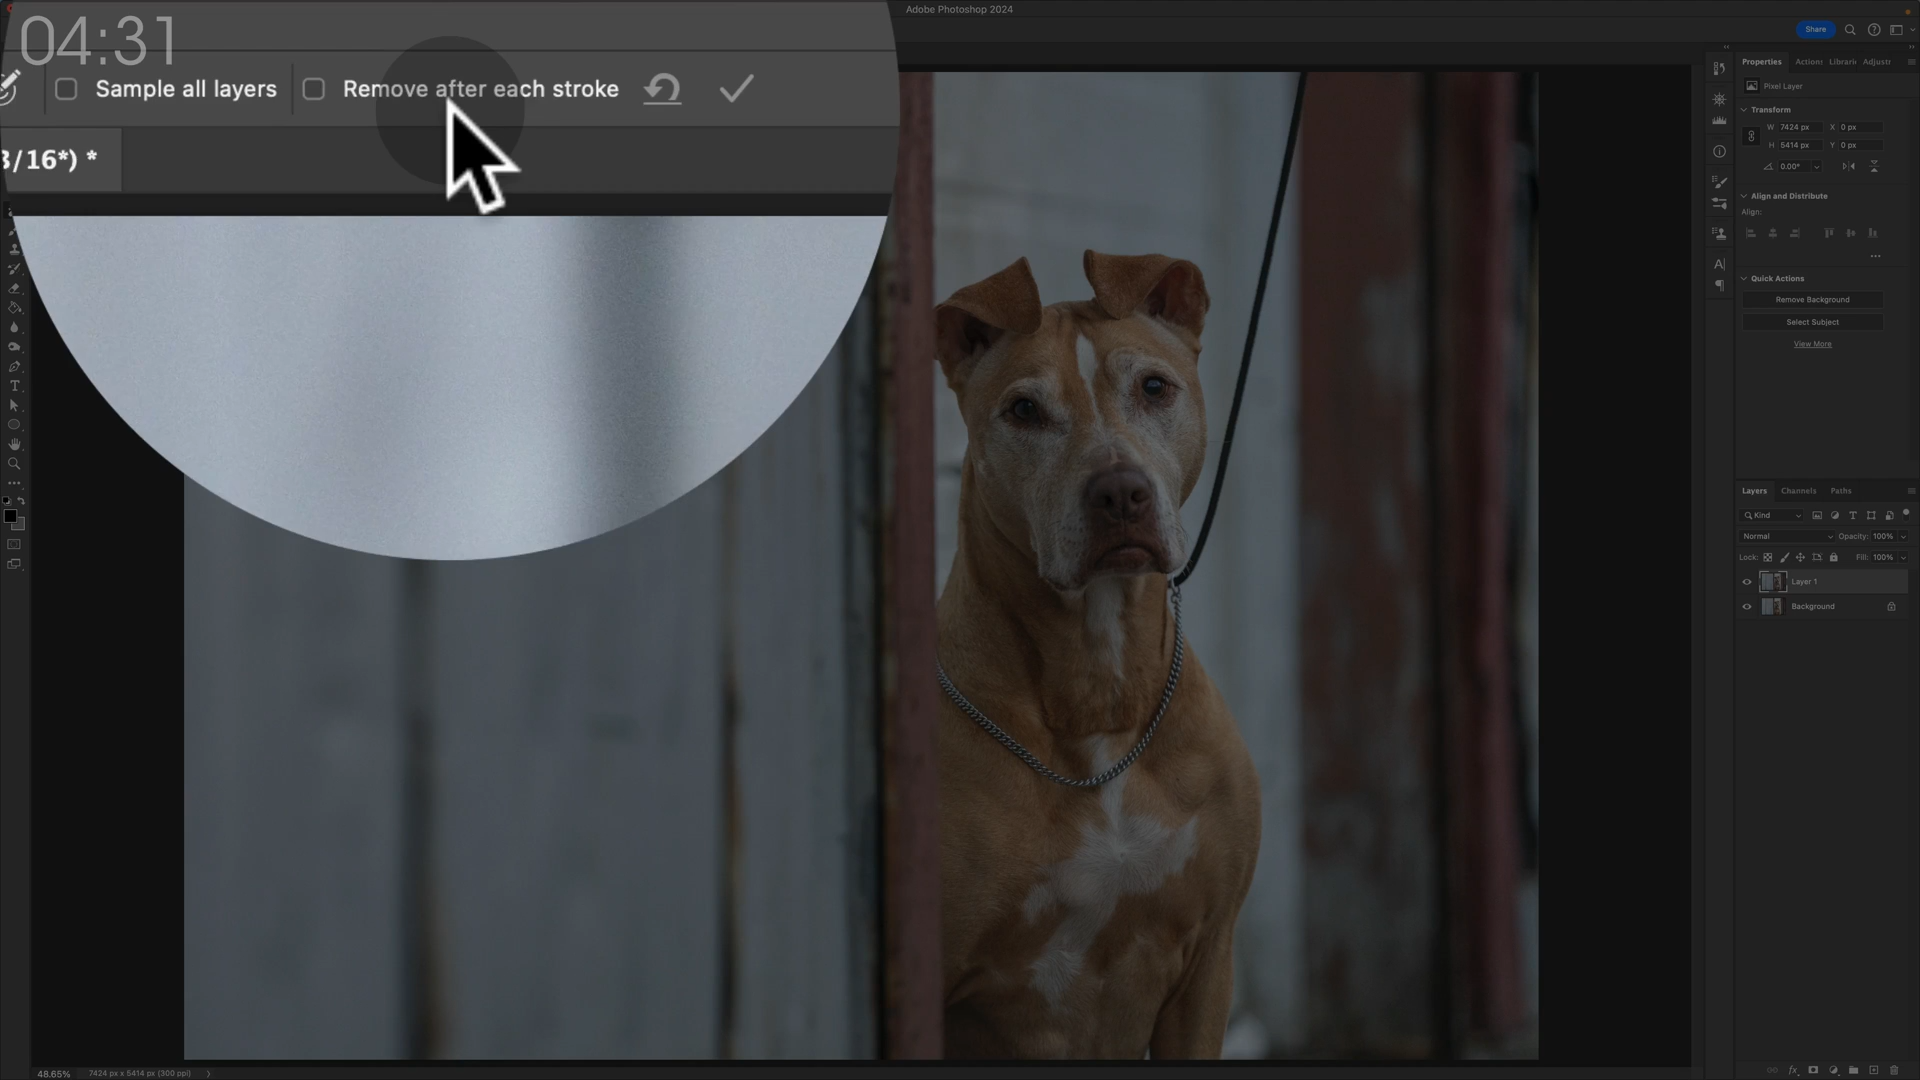 Adobe Photoshop 2024
04:31
Share
Sample all layers
Remove after each stroke
3/16*) *
Properties
Actions
Librari
Adjustr
Pixel Layer
Transform
W 7424 px X 0 px
H 5414 px Y 0 px
0.00°
Align and Distribute
Align:
Quick Actions
Remove Background
Select Subject
View More
Layers Channels Paths
Kind
Normal Opacity: 100%
Lock: Fill: 100%
Layer 1
Background
48.65% 7424 px x 5414 px (300 ppi)